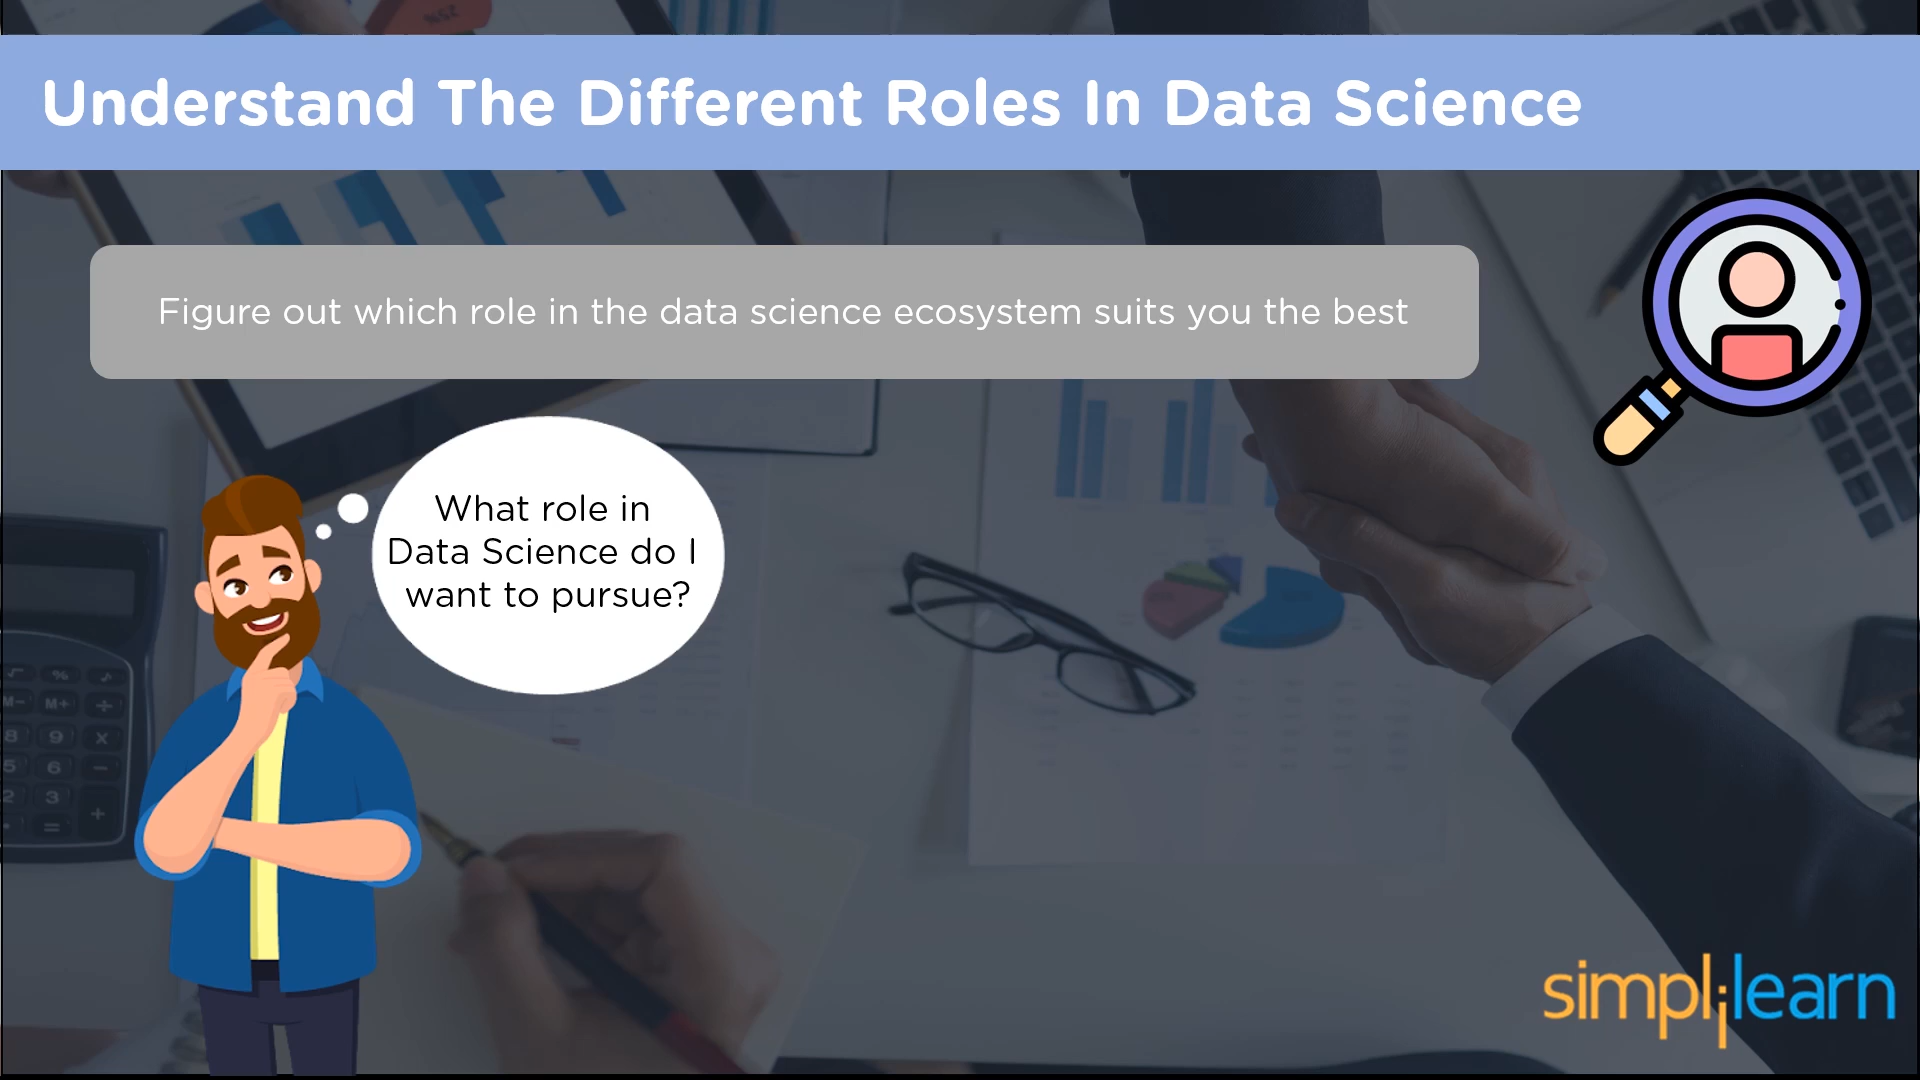 Understand The Different Roles In Data Science
Figure out which role in the data science ecosystem suits you the best
What role in
Data Science do I
want to pursue?
simplilearn